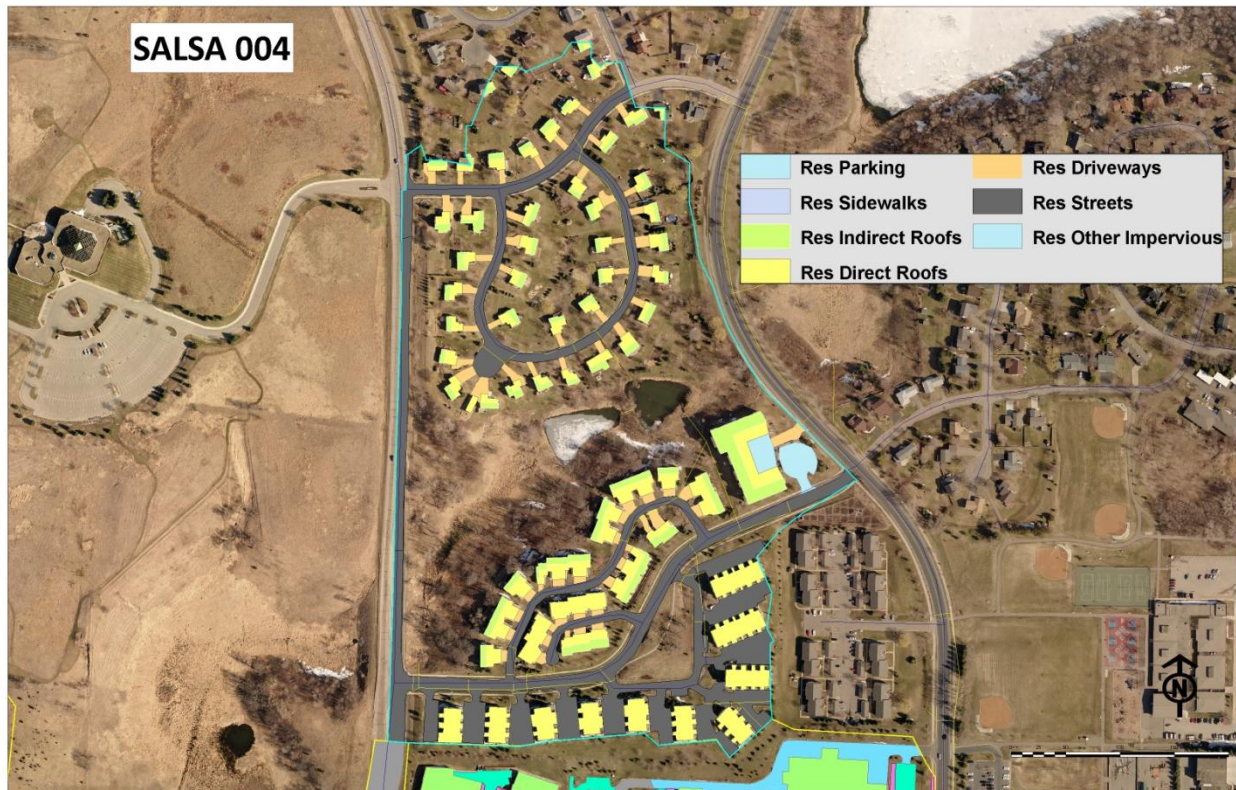 SALSA 004
Res Parking
Res Driveways
Res Sidewalks
Res Streets
Res Indirect Roofs
Res Other Impervious
Res Direct Roofs
N